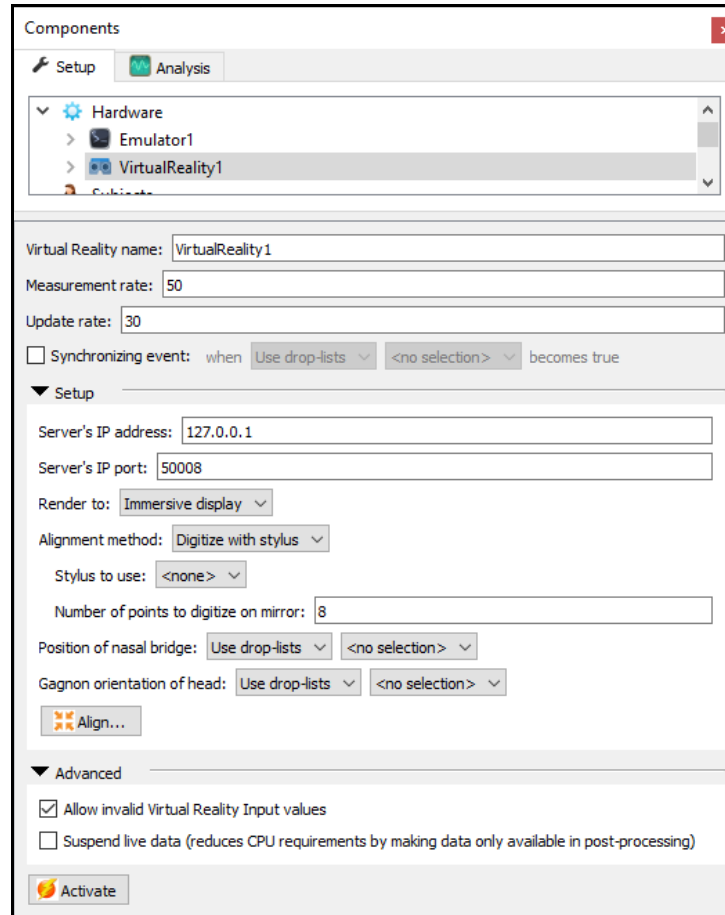 Components
Setup Analysis
Hardware
Emulator1
VirtualReality1
Subjects
Virtual Reality name: VirtualReality1
Measurement rate: 50
Update rate: 30
Synchronizing event: when Use drop-lists <no selection> becomes true
Setup
Server's IP address: 127.0.0.1
Server's IP port: 50008
Render to: Immersive display
Alignment method: Digitize with stylus
Stylus to use: <none>
Number of points to digitize on mirror: 8
Position of nasal bridge: Use drop-lists <no selection>
Gagnon orientation of head: Use drop-lists <no selection>
Align...
Advanced
Allow invalid Virtual Reality Input values
Suspend live data (reduces CPU requirements by making data only available in post-processing)
Activate